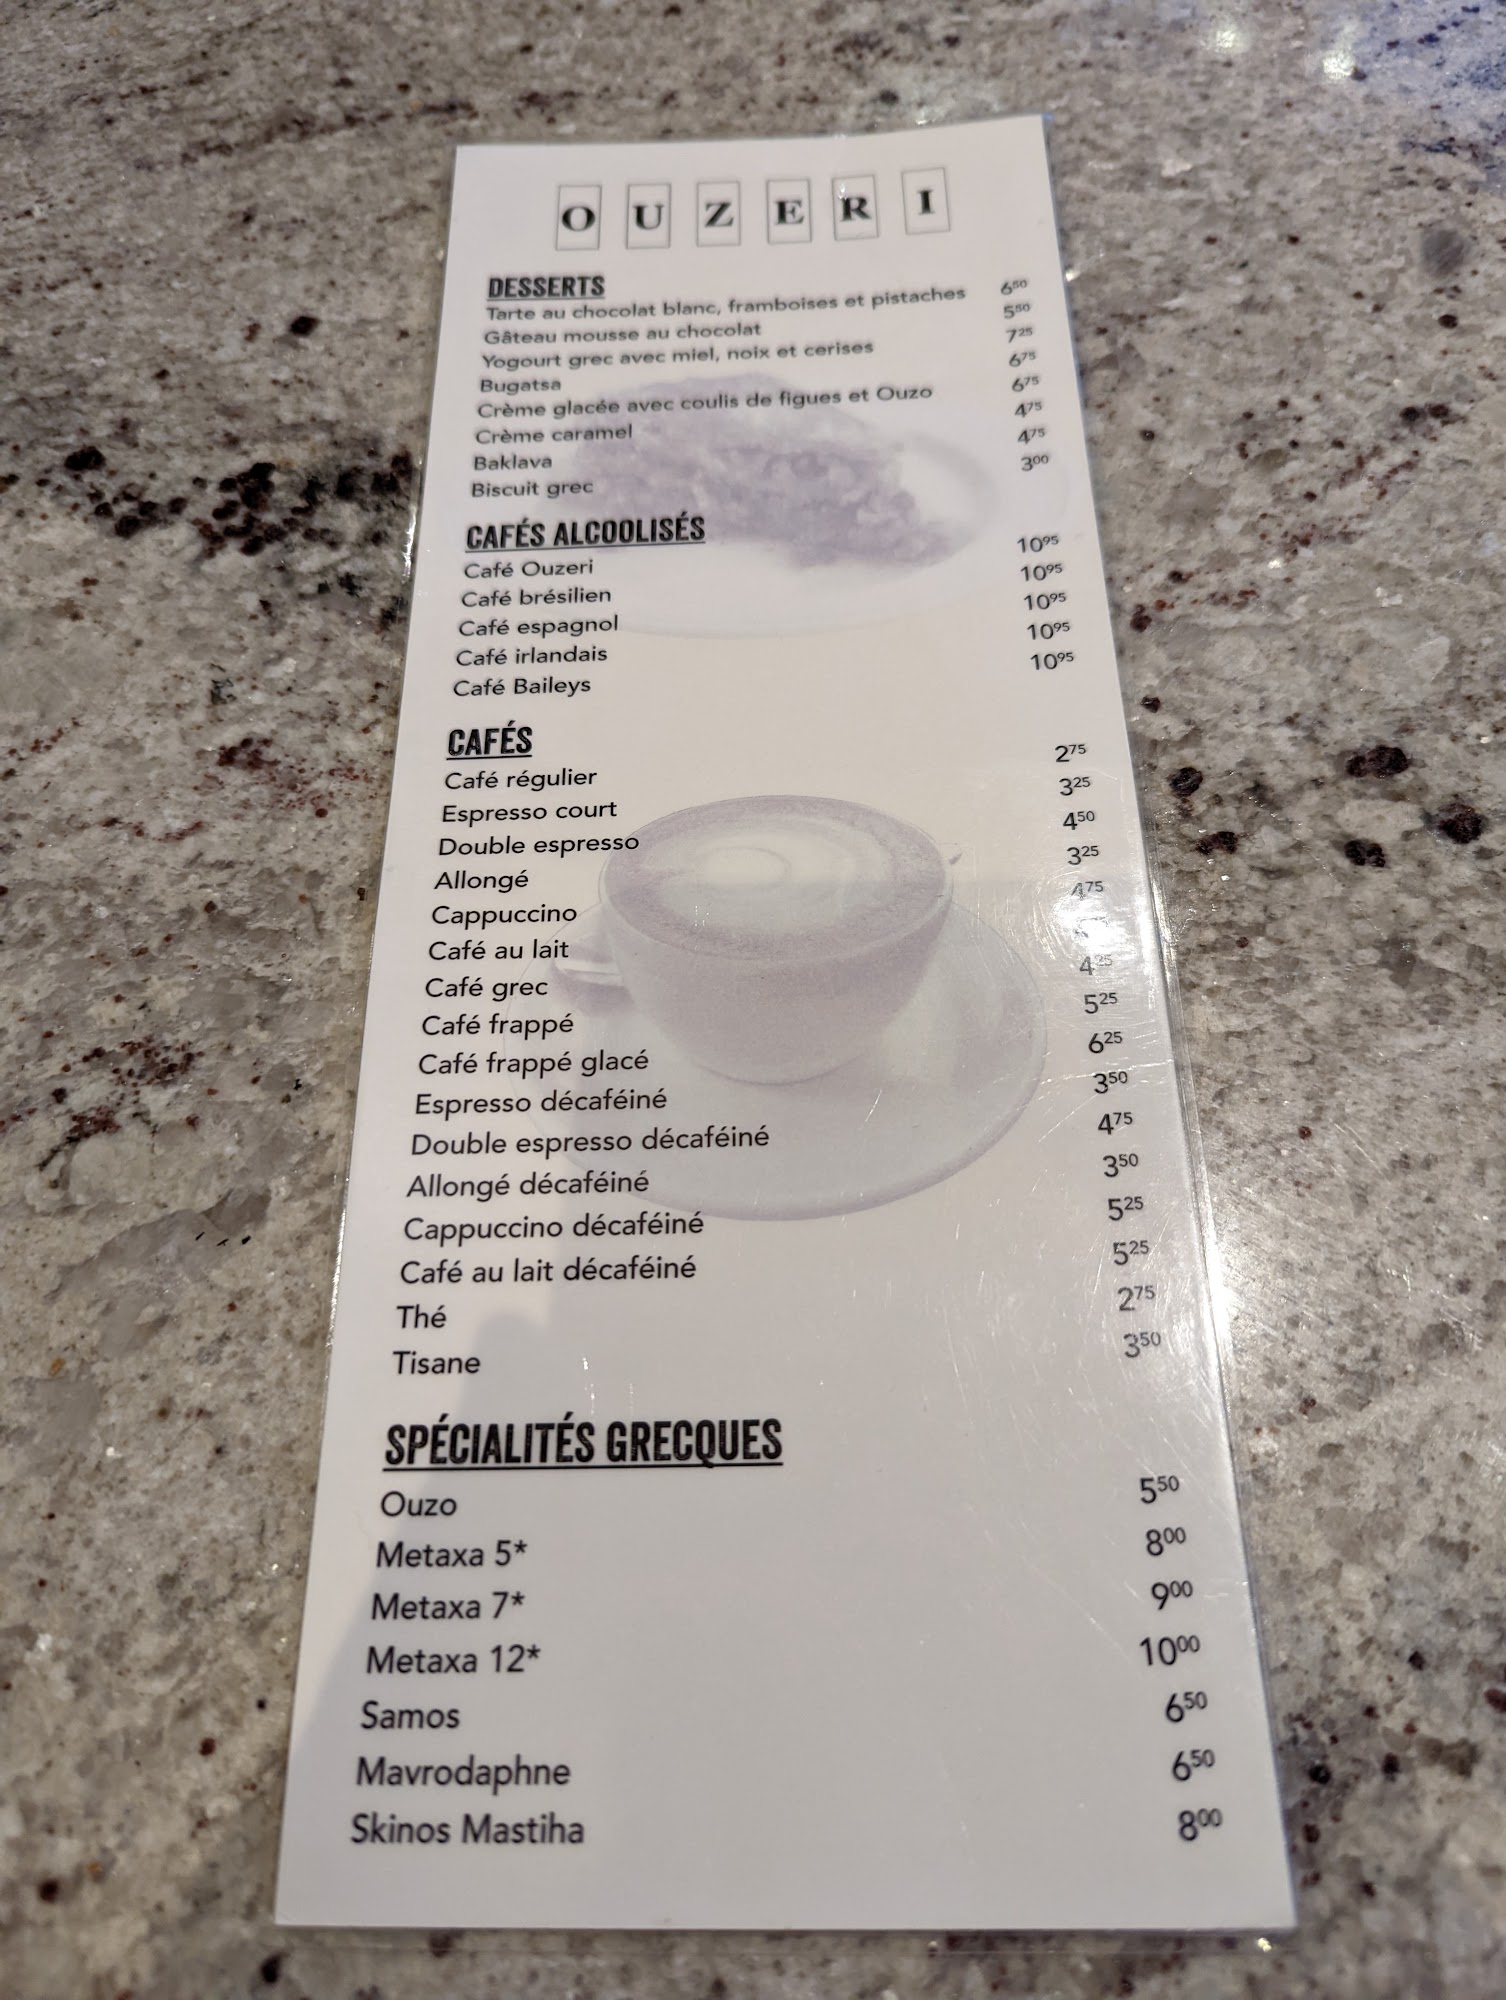 OUZERI
DESSERTS
Tarte au chocolat blanc, framboises et pistaches 6⁵⁰
Gâteau mousse au chocolat 5⁵⁰
Yogourt grec avec miel, noix et cerises 7²⁵
Bugatsa 6⁷⁵
Crème glacée avec coulis de figues et Ouzo 6⁷⁵
Crème caramel 4⁷⁵
Baklava 4⁷⁵
Biscuit grec 3⁰⁰
CAFÉS ALCOOLISÉS
Café Ouzeri 10⁹⁵
Café brésilien 10⁹⁵
Café espagnol 10⁹⁵
Café irlandais 10⁹⁵
Café Baileys 10⁹⁵
CAFÉS
Café régulier 2⁷⁵
Espresso court 3²⁵
Double espresso 4⁵⁰
Allongé 3²⁵
Cappuccino 4⁷⁵
Café au lait
Café grec 4²⁵
Café frappé 5²⁵
Café frappé glacé 6²⁵
Espresso décaféiné 3⁵⁰
Double espresso décaféiné 4⁷⁵
Allongé décaféiné 3⁵⁰
Cappuccino décaféiné 5²⁵
Café au lait décaféiné 5²⁵
Thé 2⁷⁵
Tisane 3⁵⁰
SPÉCIALITÉS GRECQUES
Ouzo 5⁵⁰
Metaxa 5* 8⁰⁰
Metaxa 7* 9⁰⁰
Metaxa 12* 10⁰⁰
Samos 6⁵⁰
Mavrodaphne 6⁵⁰
Skinos Mastiha 8⁰⁰